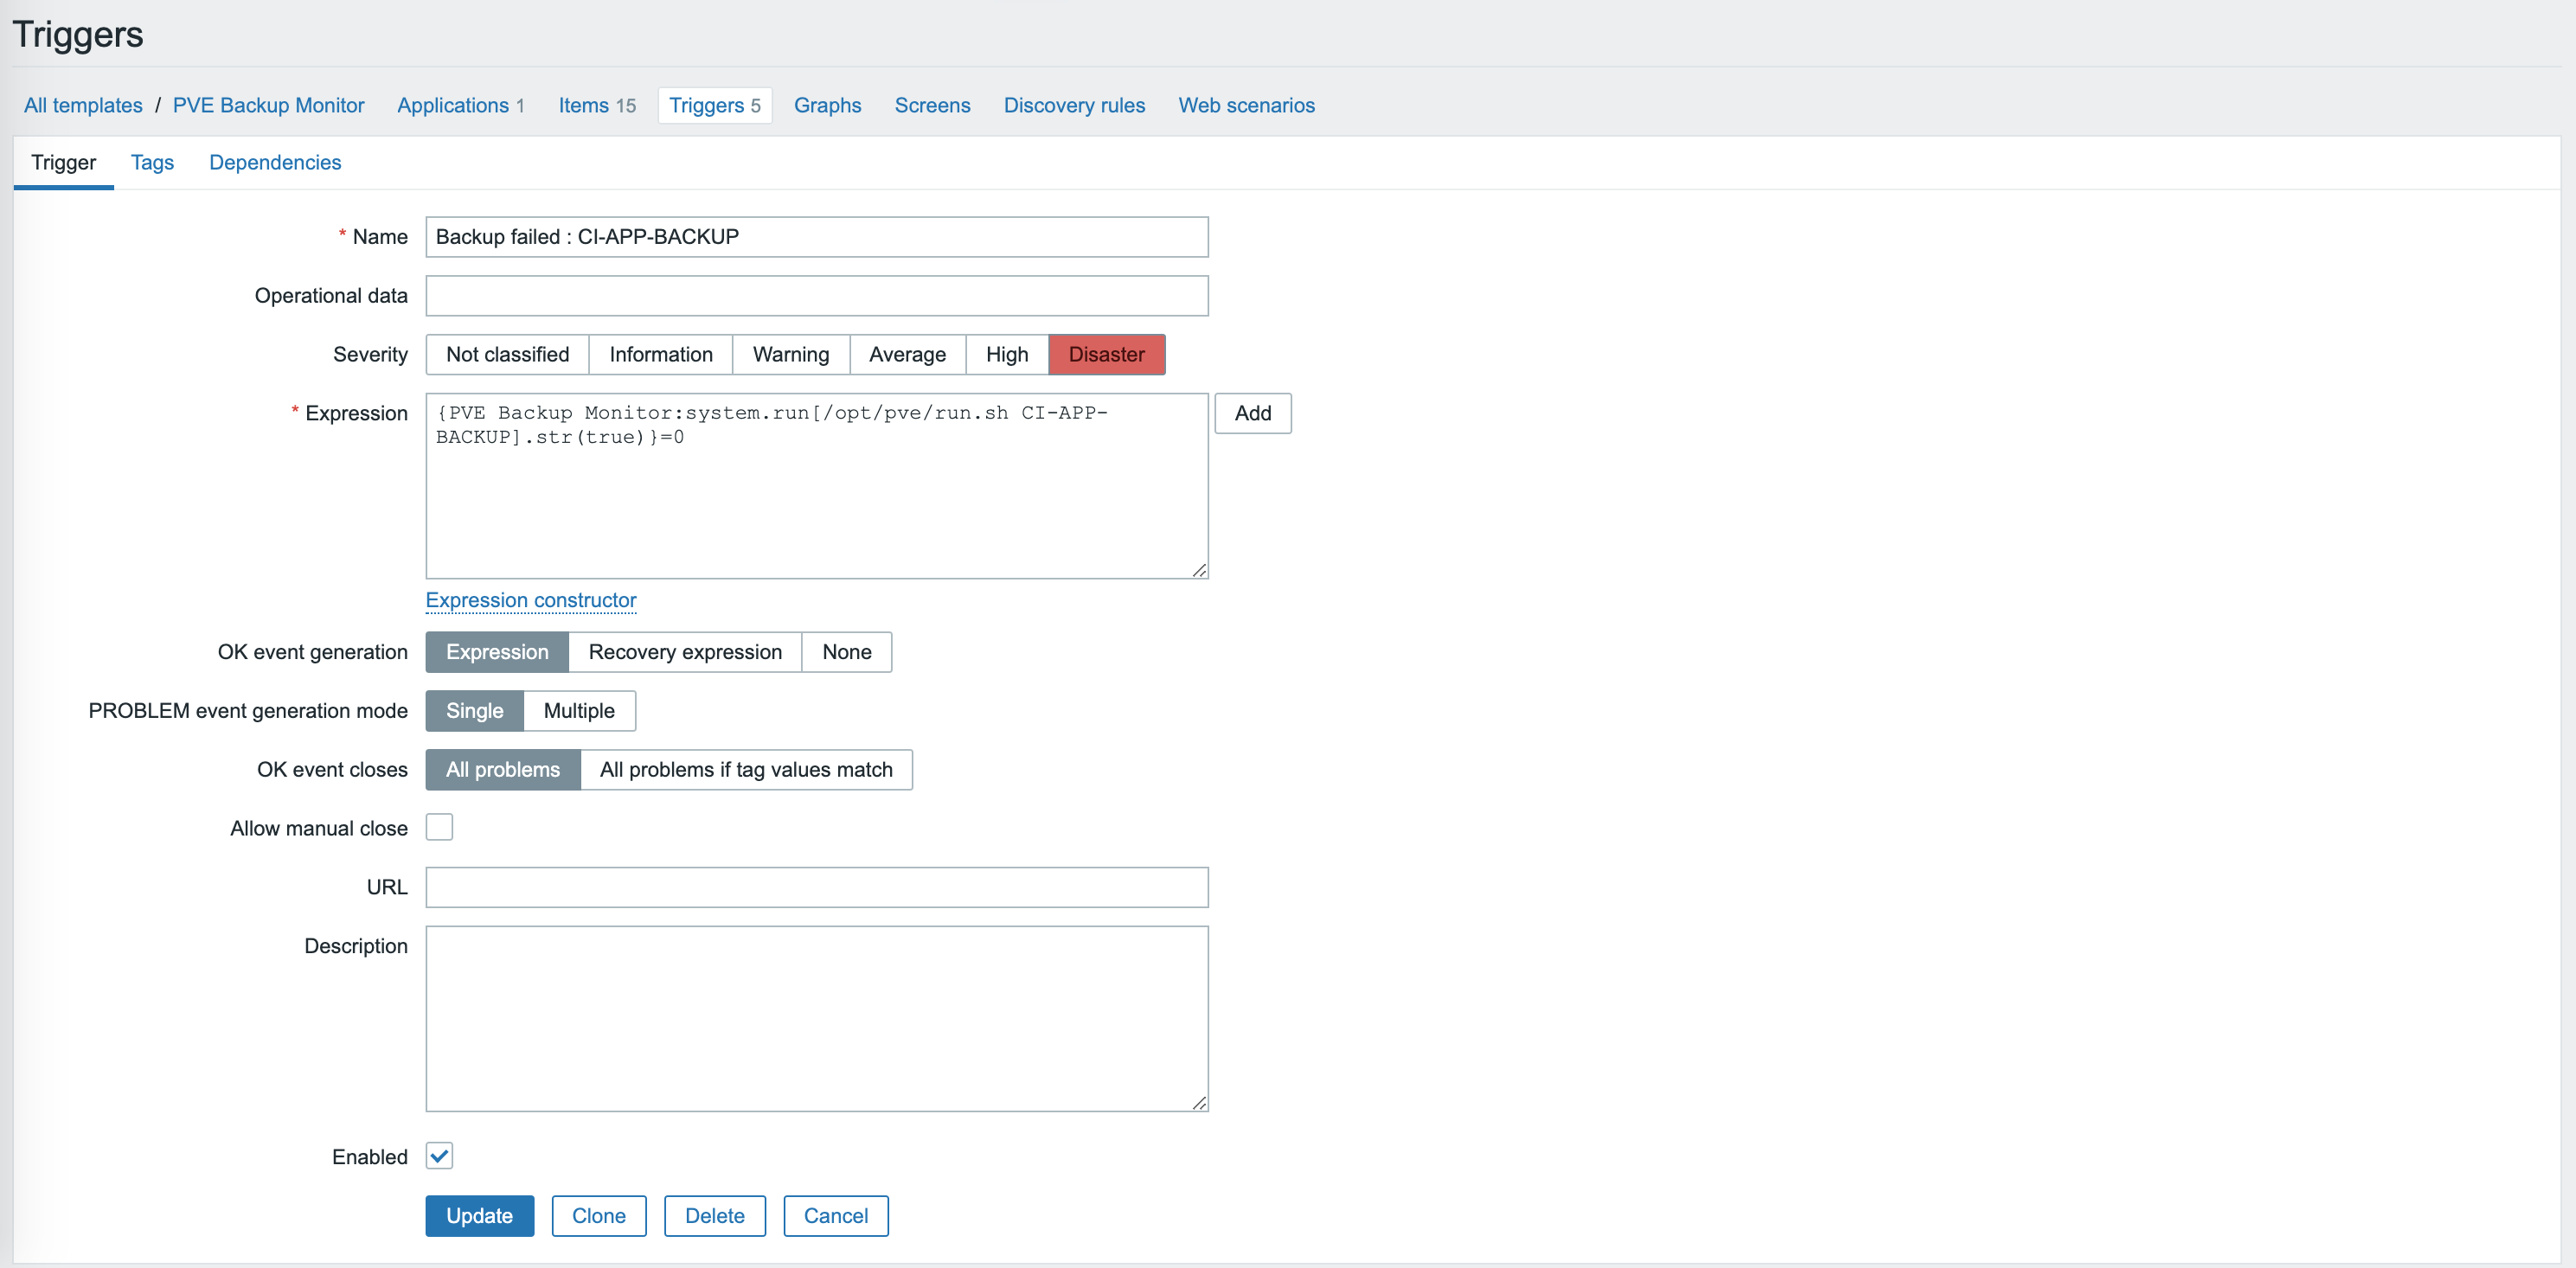 Triggers
All templates / PVE Backup Monitor Applications 1 Items 15 Triggers 5 Graphs Screens Discovery rules Web scenarios
Trigger Tags Dependencies
* Name Backup failed : CI-APP-BACKUP
Operational data
Severity Not classified Information Warning Average High Disaster
* Expression {PVE Backup Monitor:system.run[/opt/pve/run.sh CI-APP- Add
BACKUP].str(true)}=0
Expression constructor
OK event generation Expression Recovery expression None
PROBLEM event generation mode Single Multiple
OK event closes All problems All problems if tag values match
Allow manual close
URL
Description
Enabled
Update Clone Delete Cancel